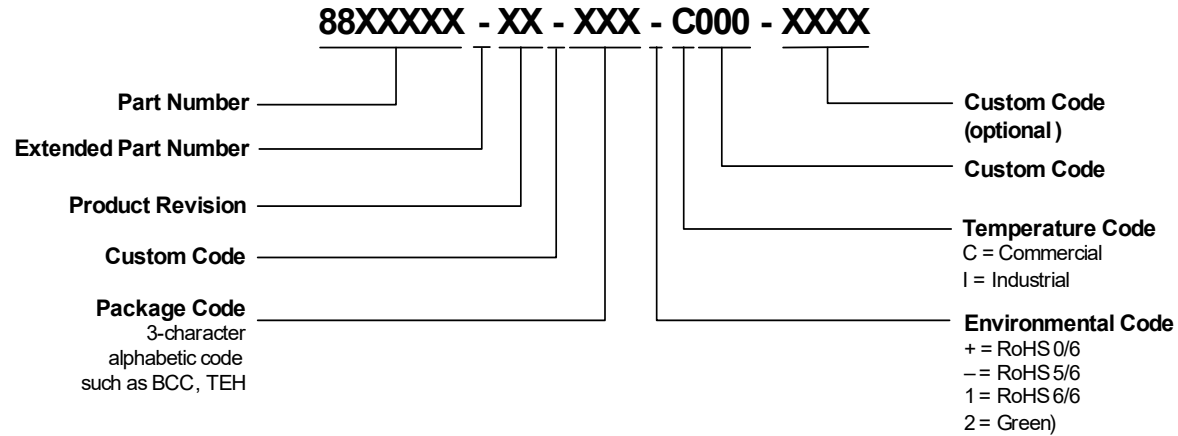 88XXXXX - XX - XXX - C000 - XXXX
Part Number
Extended Part Number
Product Revision
Custom Code
Package Code
3-character
alphabetic code
such as BCC, TEH
Custom Code
(optional )
Custom Code
Temperature Code
C = Commercial
I = Industrial
Environmental Code
+ = RoHS 0/6
– = RoHS 5/6
1 = RoHS 6/6
2 = Green)